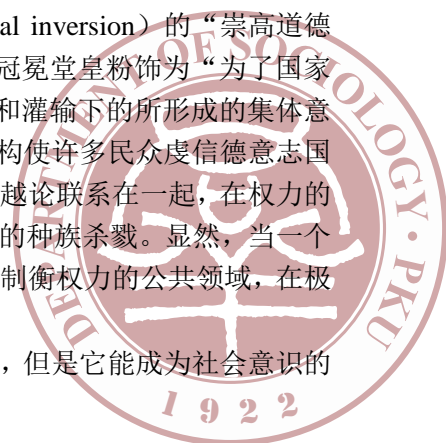 al inversion）的“崇高道德
冠冕堂皇粉饰为“为了国家
和灌输下的所形成的集体意
构使许多民众虔信德意志国
越论联系在一起，在权力的
的种族杀戮。显然，当一个
制衡权力的公共领域，在极
，但是它能成为社会意识的
DEPARTMENT OF SOCIOLOGY · PKU
1922